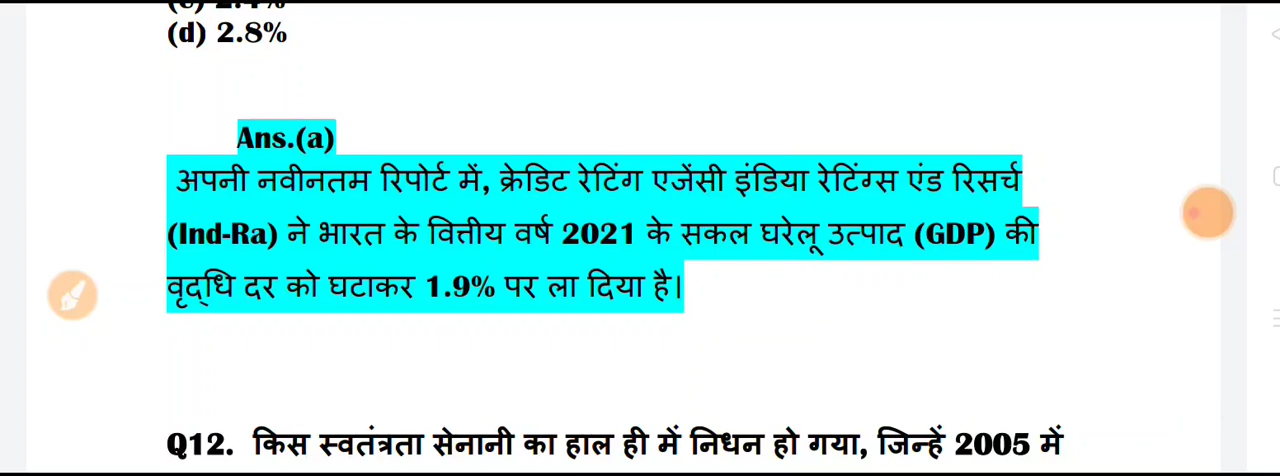 (d) 2.8%
Ans.(a)
अपनी नवीनतम रिपोर्ट में, क्रेडिट रेटिंग एजेंसी इंडिया रेटिंग्स एंड रिसर्च
(Ind-Ra) ने भारत के वित्तीय वर्ष 2021 के सकल घरेलू उत्पाद (GDP) की
वृद्धि दर को घटाकर 1.9% पर ला दिया है।
Q12. किस स्वतंत्रता सेनानी का हाल ही में निधन हो गया, जिन्हें 2005 में